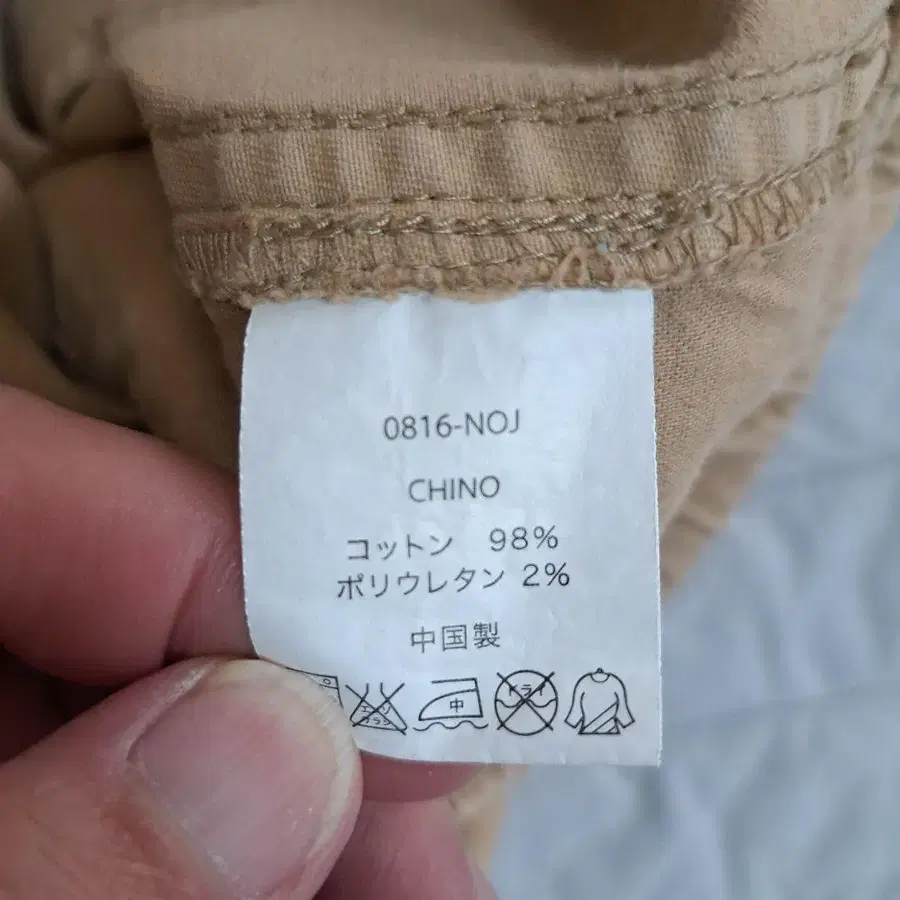 0816-NOJ
CHINO
コットン 98%
ポリウレタン 2%
中国製
中 ドライ